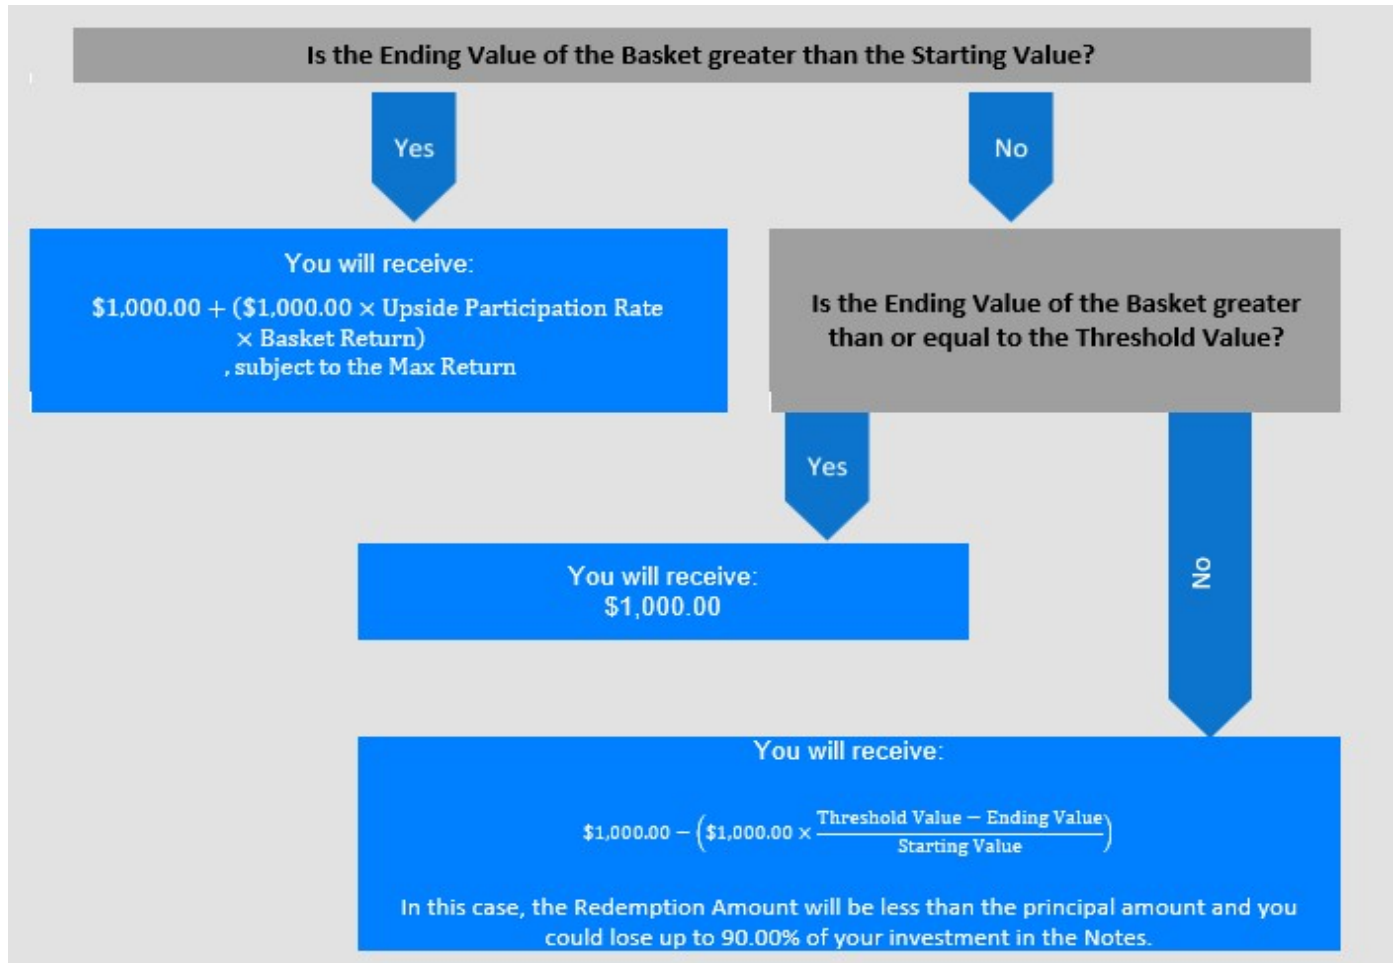 Is the Ending Value of the Basket greater than the Starting Value?
Yes
No
You will receive:
$1,000.00 + ($1,000.00 × Upside Participation Rate
× Basket Return)
, subject to the Max Return
Is the Ending Value of the Basket greater
than or equal to the Threshold Value?
Yes
No
You will receive:
$1,000.00
You will receive:
$1,000.00 − ($1,000.00 × Threshold Value − Ending Value
Starting Value)
In this case, the Redemption Amount will be less than the principal amount and you
could lose up to 90.00% of your investment in the Notes.